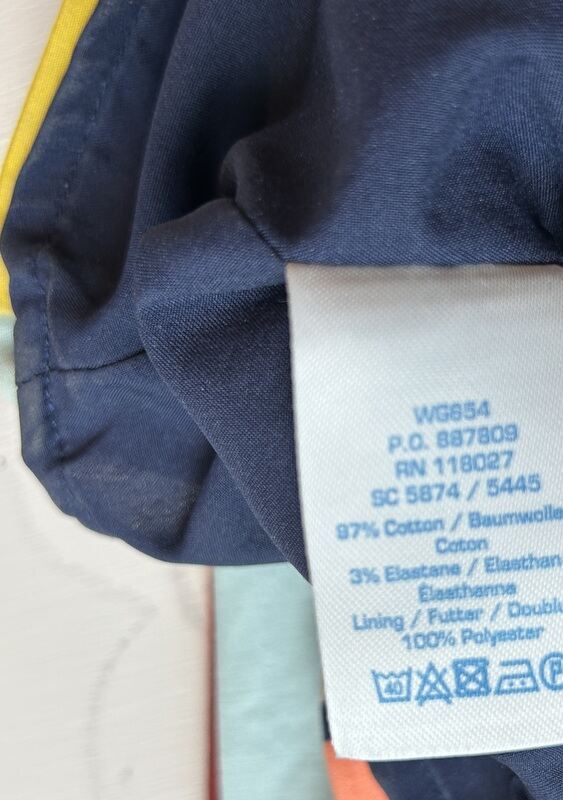 WG654
P.O. 887809
RN 118027
SC 5874 / 5445
97% Cotton / Baumwolle
Coton
3% Elastane / Elasthan
Élasthanne
Lining / Futter / Doubl
100% Polyester
40
P